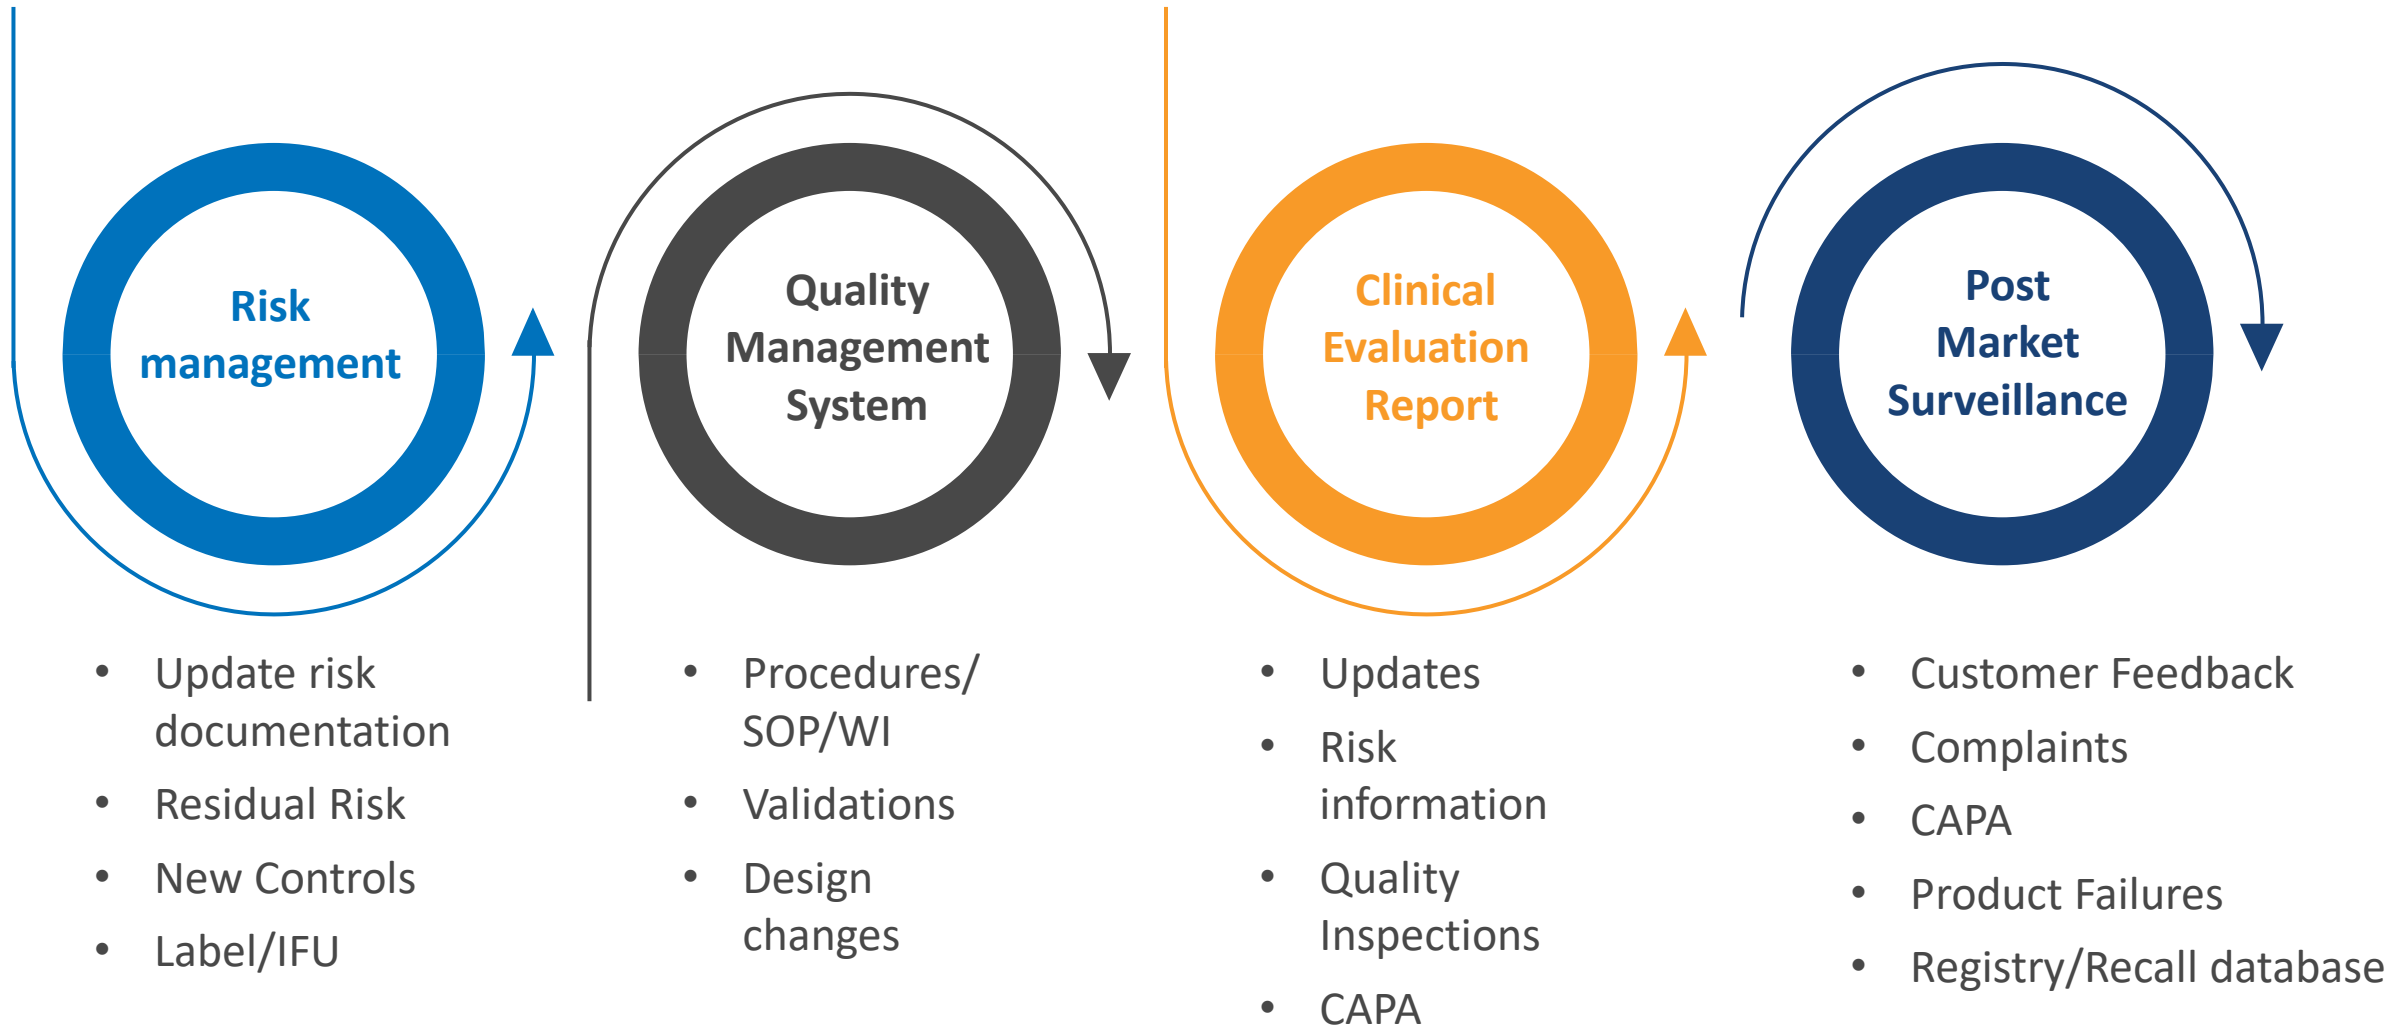 Risk
management
• Update risk
documentation
• Residual Risk
• New Controls
• Label/IFU
Quality
Management
System
• Procedures/
SOP/WI
• Validations
• Design
changes
Clinical
Evaluation
Report
• Updates
• Risk
information
• Quality
Inspections
• CAPA
Post
Market
Surveillance
• Customer Feedback
• Complaints
• CAPA
• Product Failures
• Registry/Recall database